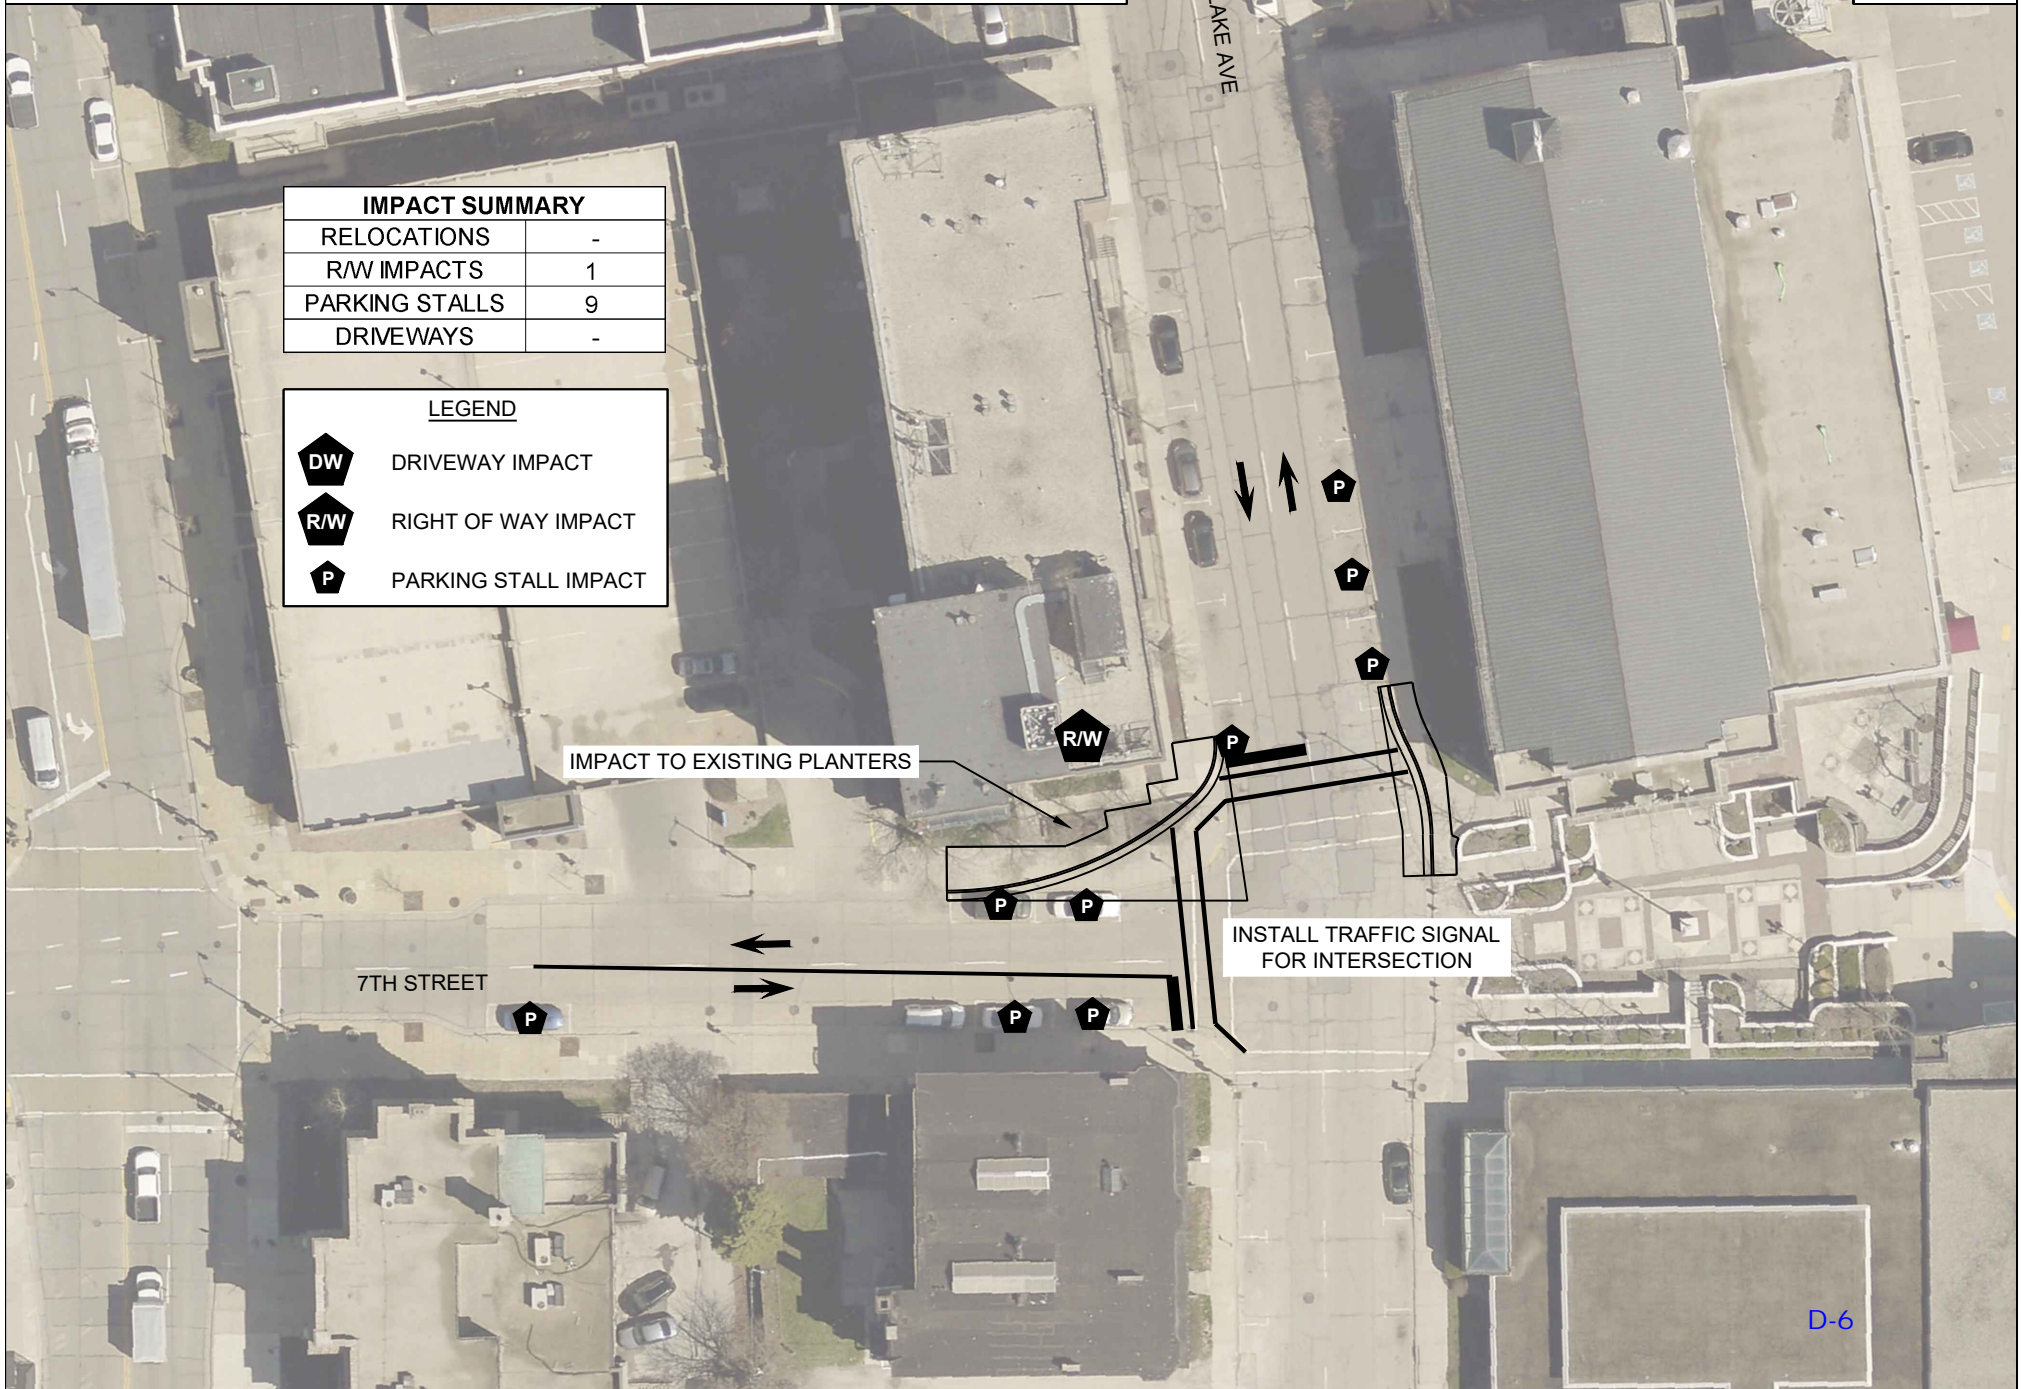 LAKE AVE
IMPACT SUMMARY
RELOCATIONS -
R/W IMPACTS 1
PARKING STALLS 9
DRIVEWAYS -
LEGEND
DW DRIVEWAY IMPACT
R/W RIGHT OF WAY IMPACT
P PARKING STALL IMPACT
P
P
P
R/W
P
IMPACT TO EXISTING PLANTERS
P
P
INSTALL TRAFFIC SIGNAL
FOR INTERSECTION
7TH STREET
P
P
P
D-6